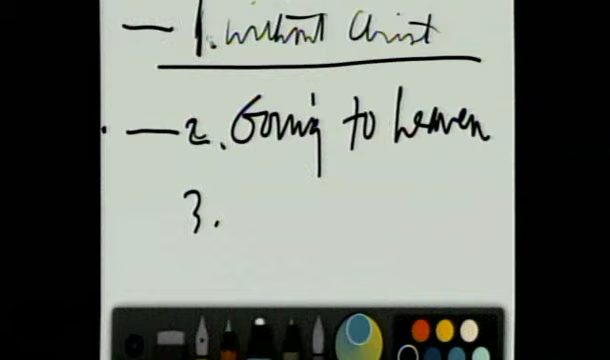 — 1. without Christ
— 2. Going to heaven
3.